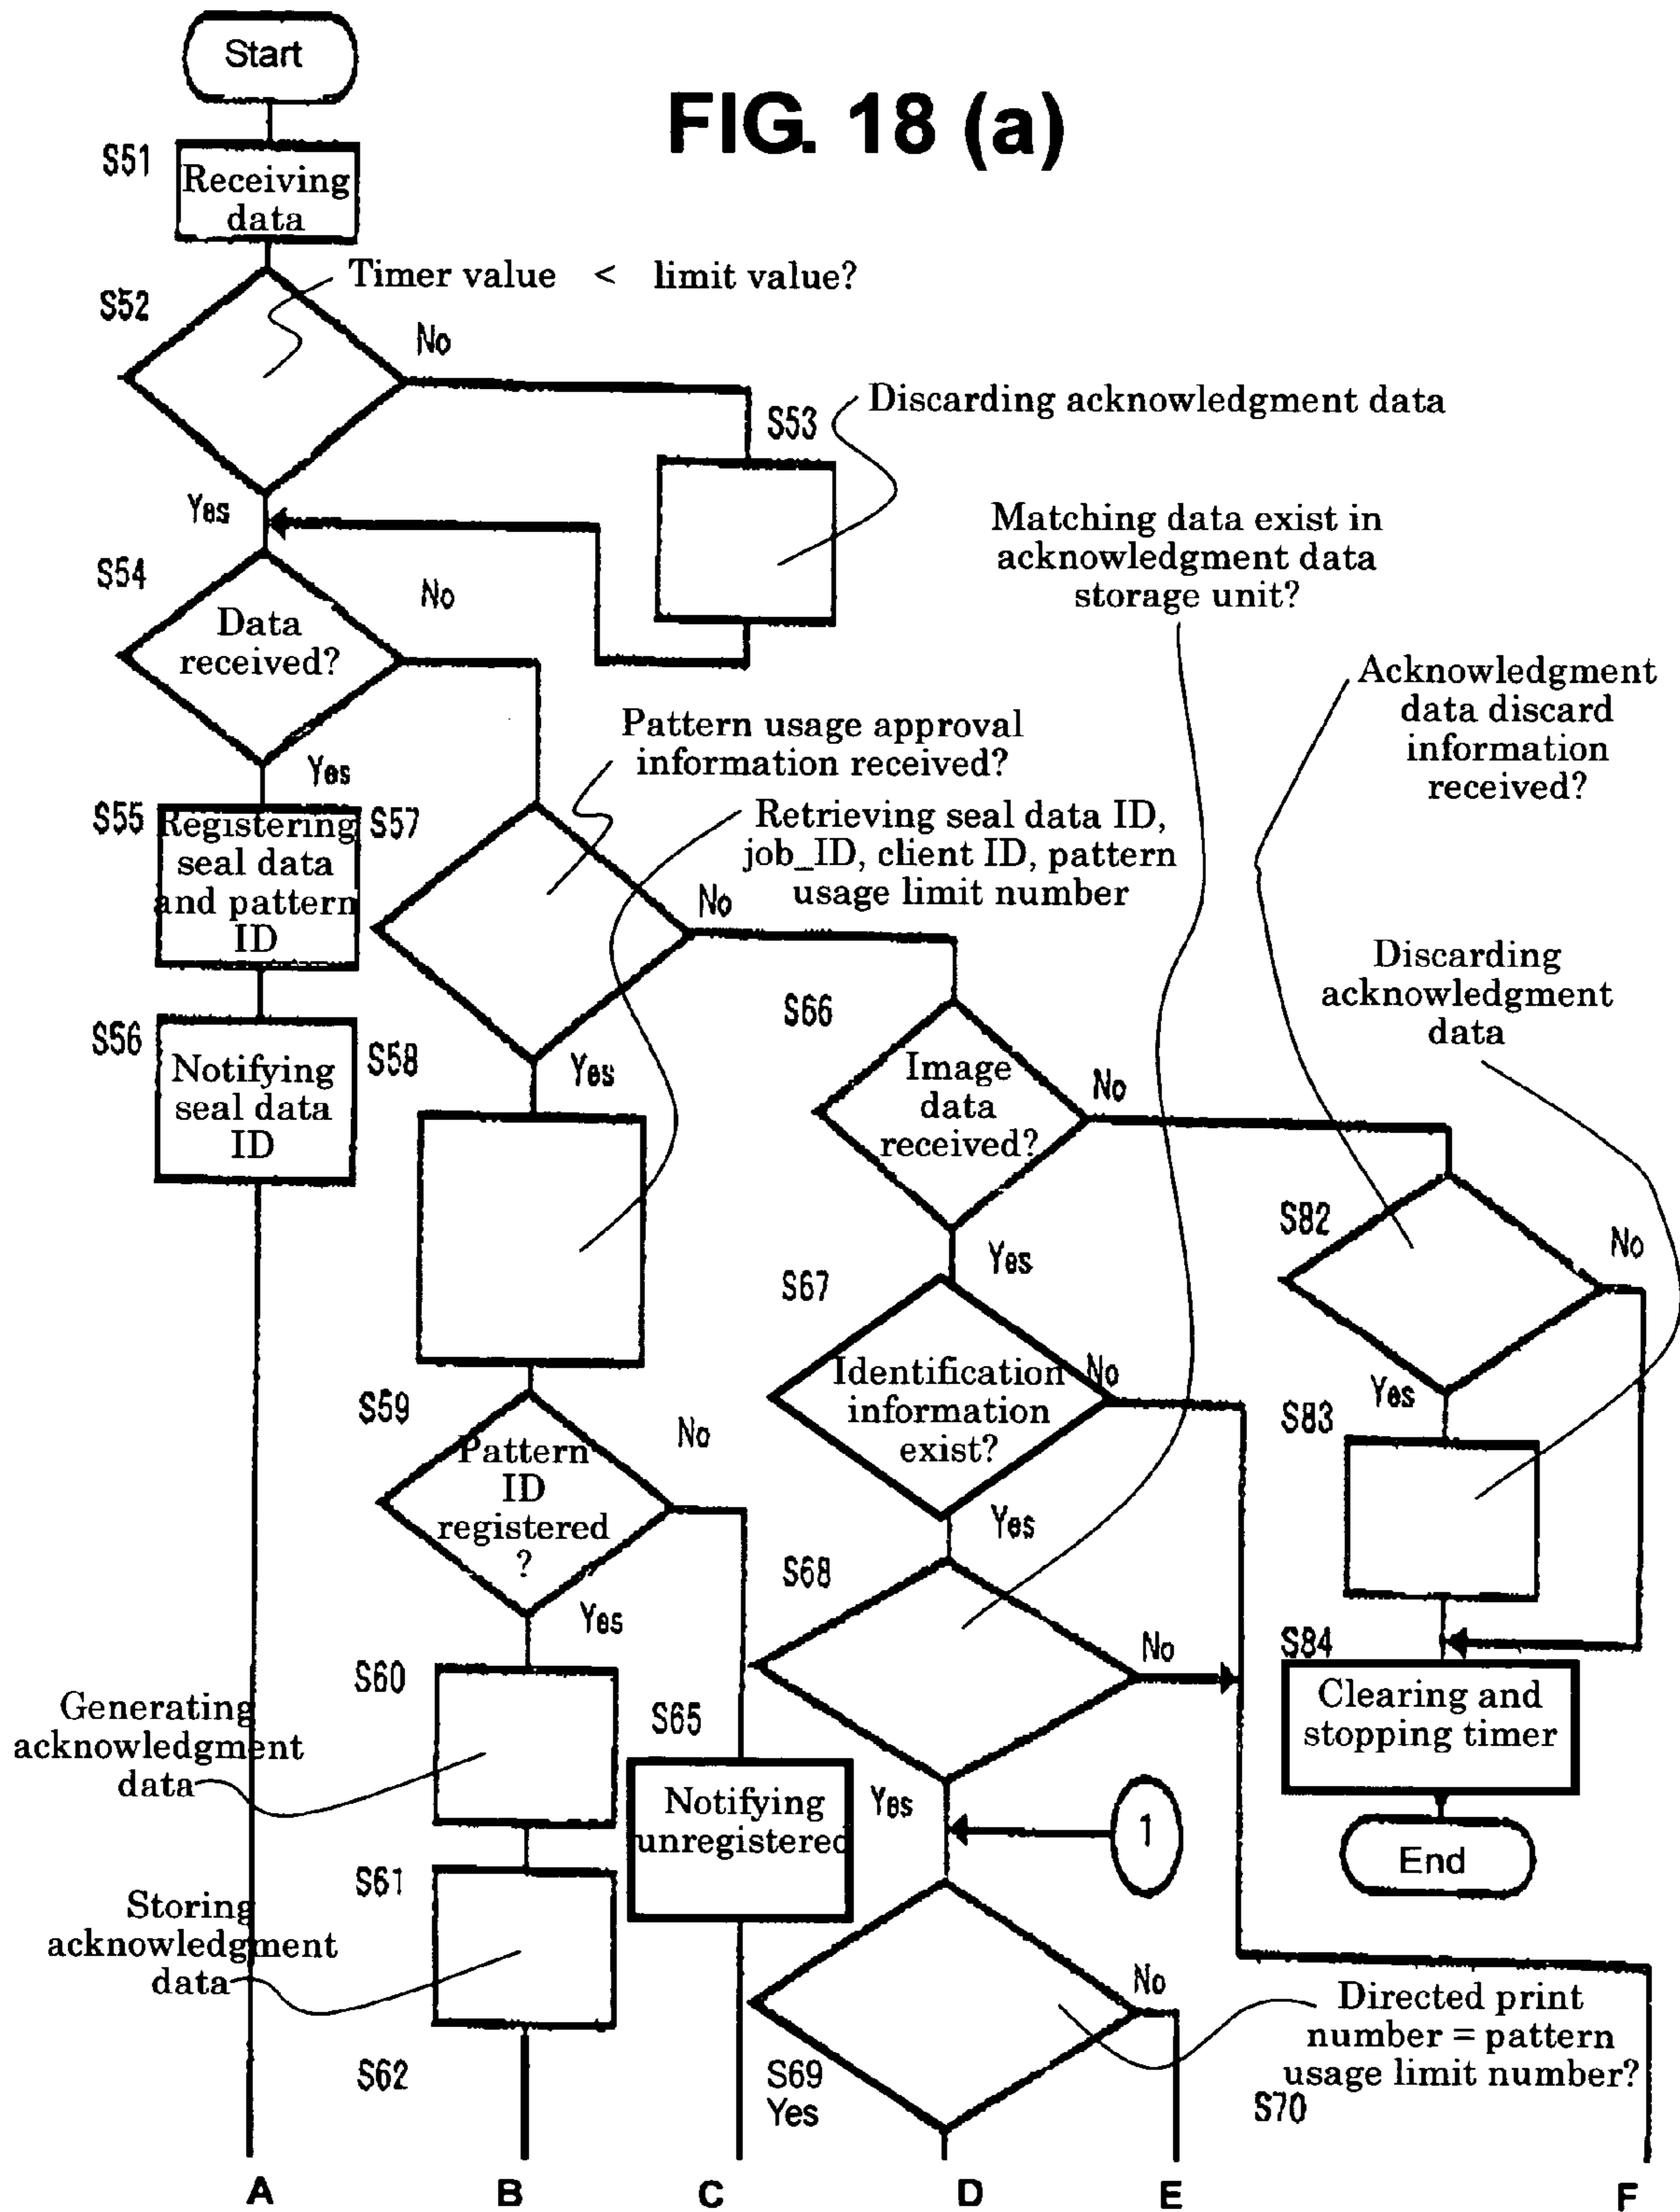 Start
FIG. 18 (a)
S51
Receiving
data
Timer value < limit value?
S52
No
Discarding acknowledgment data
S53
Yes
Matching data exist in
acknowledgment data
storage unit?
S54
No
Data
received?
Yes
Acknowledgment
data discard
information
received?
Pattern usage approval
information received?
S55
Registering
seal data
and pattern
ID
S57
Retrieving seal data ID,
job_ID, client ID, pattern
usage limit number
No
Discarding
acknowledgment
data
S56
Notifying
seal data
ID
S58
Yes
S66
Image
data
received?
No
Yes
S82
No
S67
Identification
information
exist?
No
Yes
S83
S59
Pattern
ID
registered
?
No
Yes
Yes
S68
No
S84
Clearing and
stopping timer
End
S60
Generating
acknowledgment
data
S65
Notifying
unregistered
Yes
1
S61
Storing
acknowledgment
data
No
Directed print
number = pattern
usage limit number?
S62
S69
Yes
S70
A
B
C
D
E
F